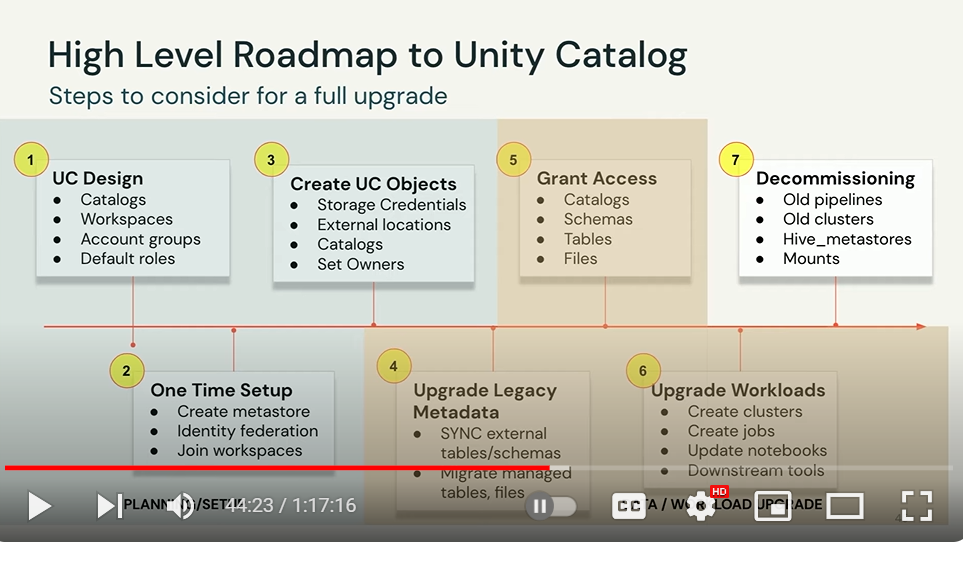 High Level Roadmap to Unity Catalog
Steps to consider for a full upgrade
1
UC Design
● Catalogs
● Workspaces
● Account groups
● Default roles
3
Create UC Objects
● Storage Credentials
● External locations
● Catalogs
● Set Owners
5
Grant Access
● Catalogs
● Schemas
● Tables
● Files
7
Decommissioning
● Old pipelines
● Old clusters
● Hive_metastores
● Mounts
2
One Time Setup
● Create metastore
● Identity federation
● Join workspaces
4
Upgrade Legacy
Metadata
● SYNC external
tables/schemas
● Migrate managed
tables, files
6
Upgrade Workloads
● Create clusters
● Create jobs
● Update notebooks
● Downstream tools
44:23 / 1:17:16
CC
HD
UPGRADE